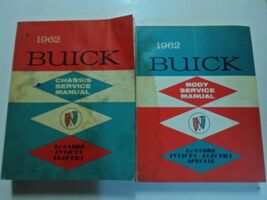 1962
BUICK
CHASSIS
SERVICE
MANUAL
LeSABRE
INVICTA
ELECTRA
1962
BUICK
BODY
SERVICE
MANUAL
LeSABRE
INVICTA - ELECTRA
SPECIAL